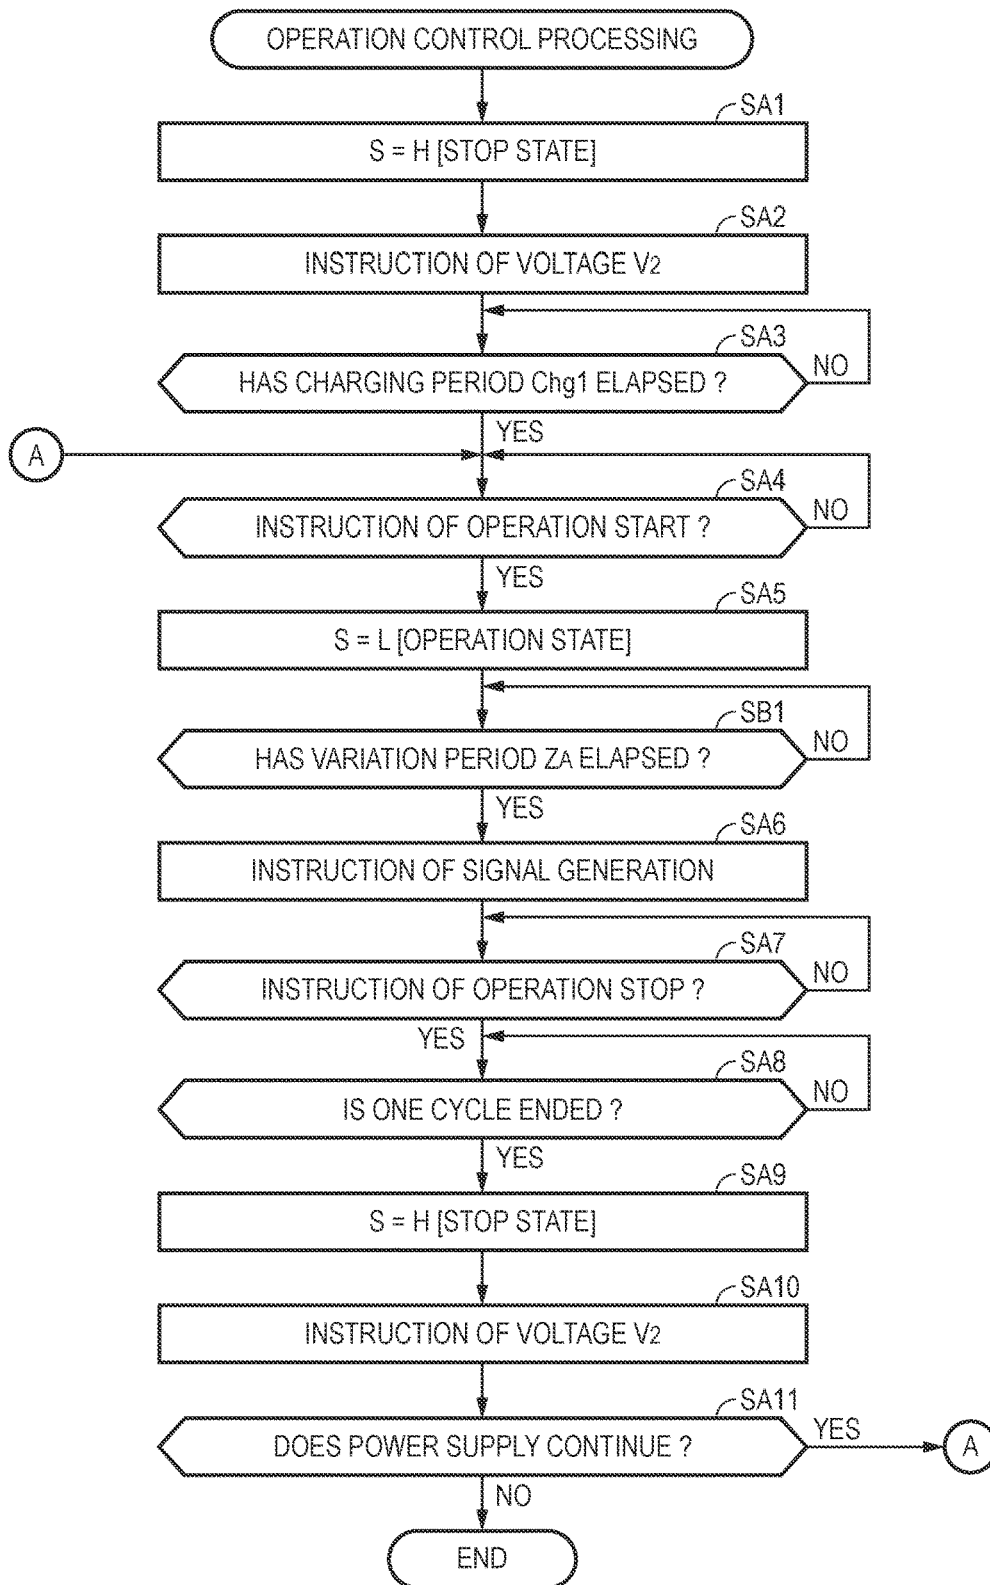 OPERATION CONTROL PROCESSING
SA1
S = H [STOP STATE]
SA2
INSTRUCTION OF VOLTAGE V2
SA3
HAS CHARGING PERIOD Chg1 ELAPSED ?
NO
YES
A
SA4
INSTRUCTION OF OPERATION START ?
NO
YES
SA5
S = L [OPERATION STATE]
SB1
HAS VARIATION PERIOD ZA ELAPSED ?
NO
YES
SA6
INSTRUCTION OF SIGNAL GENERATION
SA7
INSTRUCTION OF OPERATION STOP ?
NO
YES
SA8
IS ONE CYCLE ENDED ?
NO
YES
SA9
S = H [STOP STATE]
SA10
INSTRUCTION OF VOLTAGE V2
SA11
DOES POWER SUPPLY CONTINUE ?
YES
A
NO
END